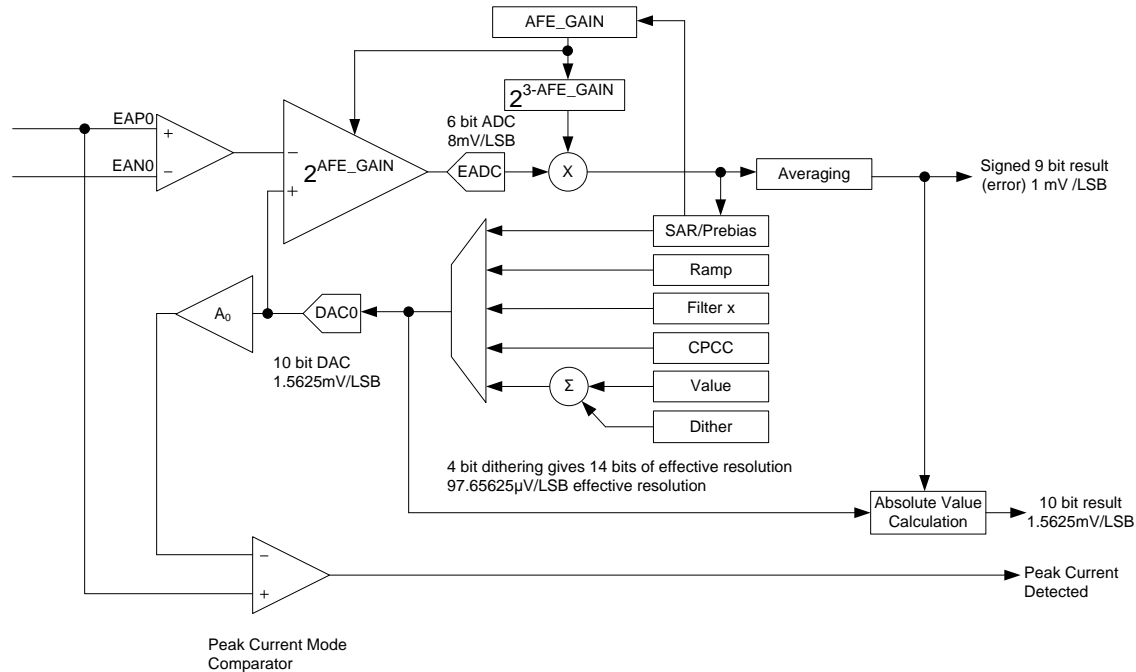 AFE_GAIN
2^3-AFE_GAIN
6 bit ADC
8mV/LSB
EAP0
+
EAN0
−
−
2^AFE_GAIN
+
EADC
X
Averaging
Signed 9 bit result
(error) 1 mV /LSB
SAR/Prebias
Ramp
A₀
DAC0
Filter x
10 bit DAC
1.5625mV/LSB
CPCC
Σ
Value
Dither
4 bit dithering gives 14 bits of effective resolution
97.65625µV/LSB effective resolution
Absolute Value
Calculation
10 bit result
1.5625mV/LSB
−
+
Peak Current
Detected
Peak Current Mode
Comparator